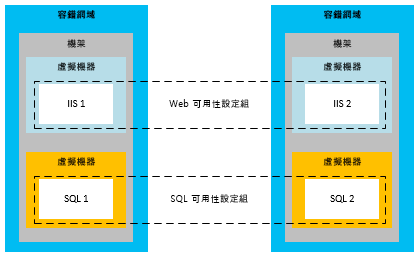 容錯網域
容錯網域
機架
機架
虛擬機器
虛擬機器
IIS 1
Web 可用性設定組
IIS 2
虛擬機器
虛擬機器
SQL 1
SQL 可用性設定組
SQL 2